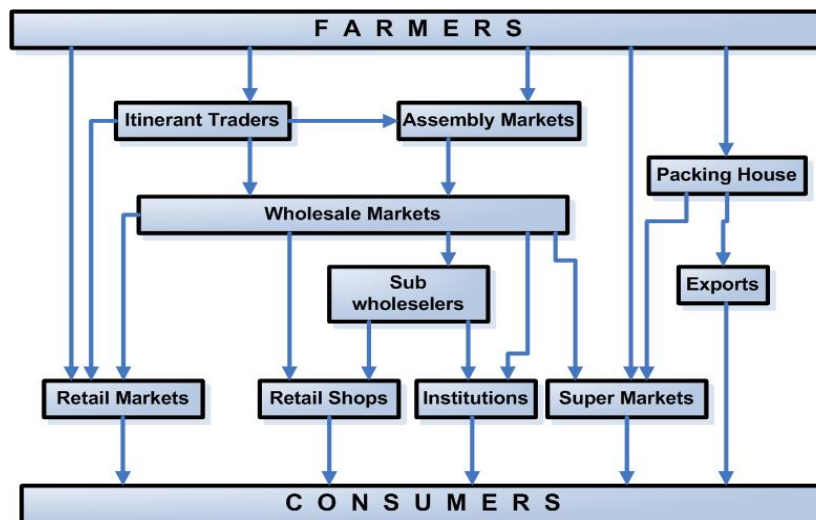 FARMERS
Itinerant Traders
Assembly Markets
Packing House
Wholesale Markets
Sub
wholeselers
Exports
Retail Markets
Retail Shops
Institutions
Super Markets
CONSUMERS